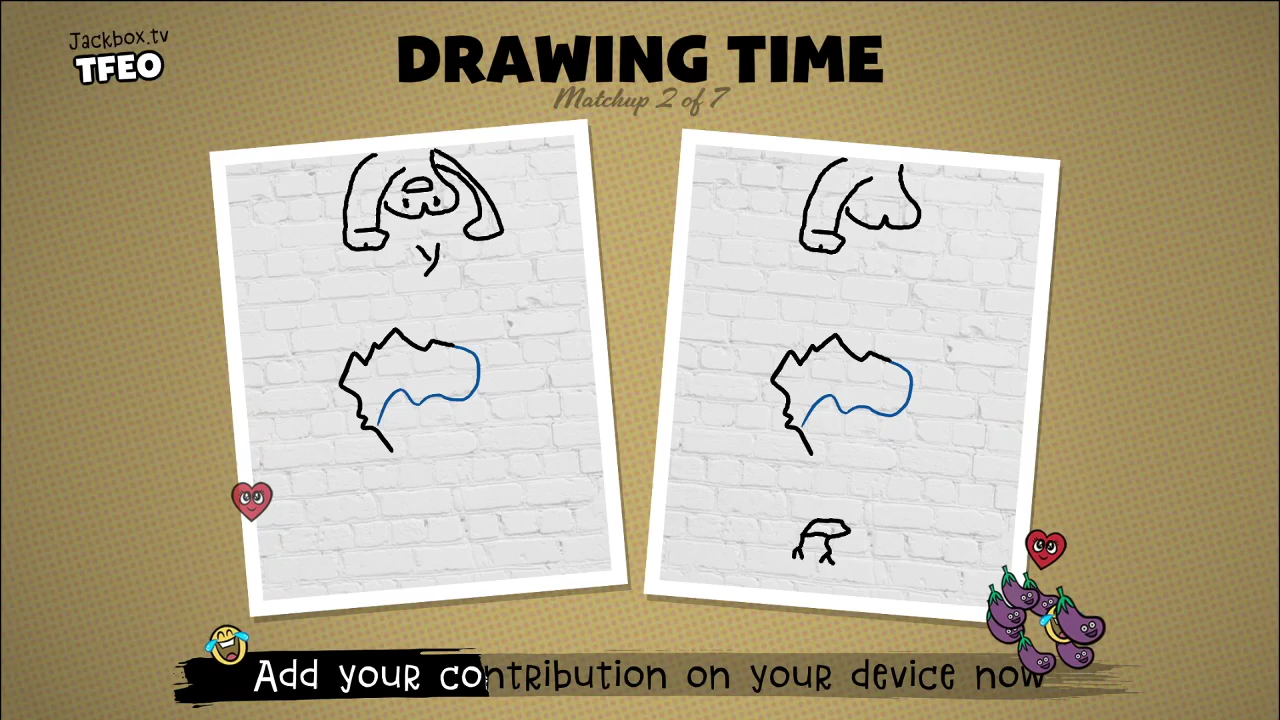 Jackbox.tv
TFEO
DRAWING TIME
Matchup 2 of 7
y
Add your contribution on your device now